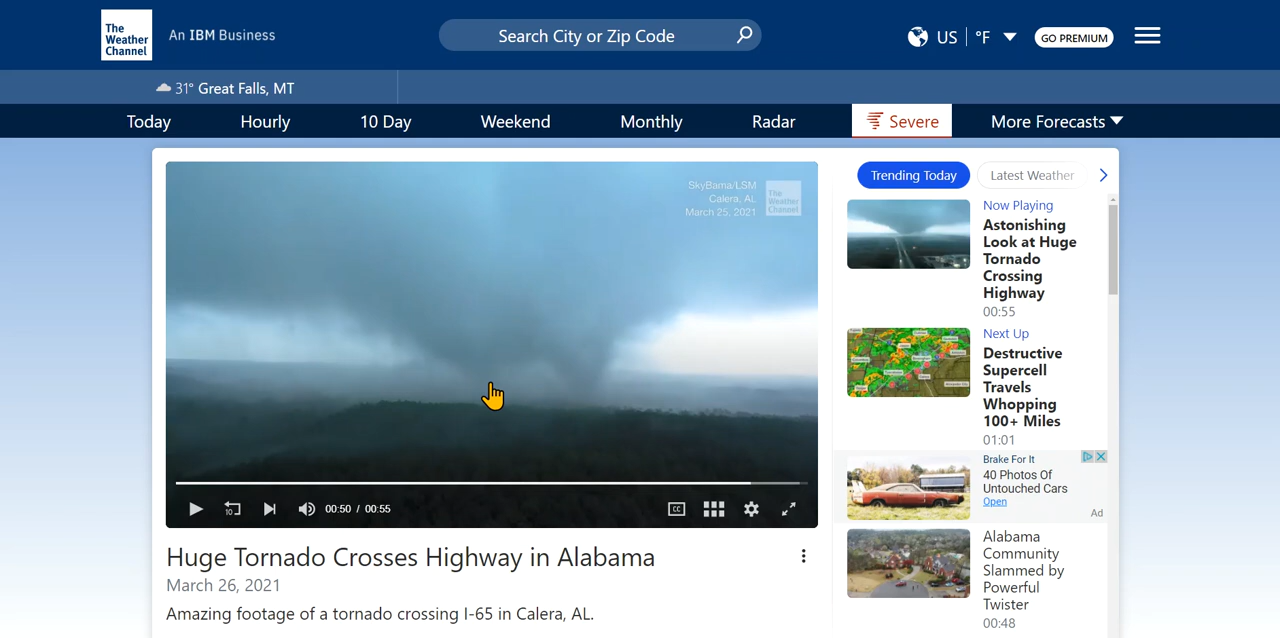 The
Weather
Channel
An IBM Business
Search City or Zip Code
US
°F
GO PREMIUM
31° Great Falls, MT
Today
Hourly
10 Day
Weekend
Monthly
Radar
Severe
More Forecasts
SkyBama/LSM
Calera, AL
March 25, 2021
The
Weather
Channel
10
00:50 / 00:55
CC
Huge Tornado Crosses Highway in Alabama
March 26, 2021
Amazing footage of a tornado crossing I-65 in Calera, AL.
Trending Today
Latest Weather
Now Playing
Astonishing
Look at Huge
Tornado
Crossing
Highway
00:55
Next Up
Destructive
Supercell
Travels
Whopping
100+ Miles
01:01
Brake For It
40 Photos Of
Untouched Cars
Open
Ad
Alabama
Community
Slammed by
Powerful
Twister
00:48